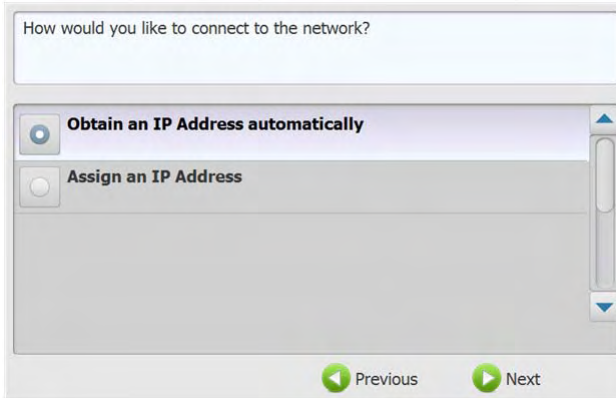 How would you like to connect to the network?
Obtain an IP Address automatically
Assign an IP Address
Previous Next